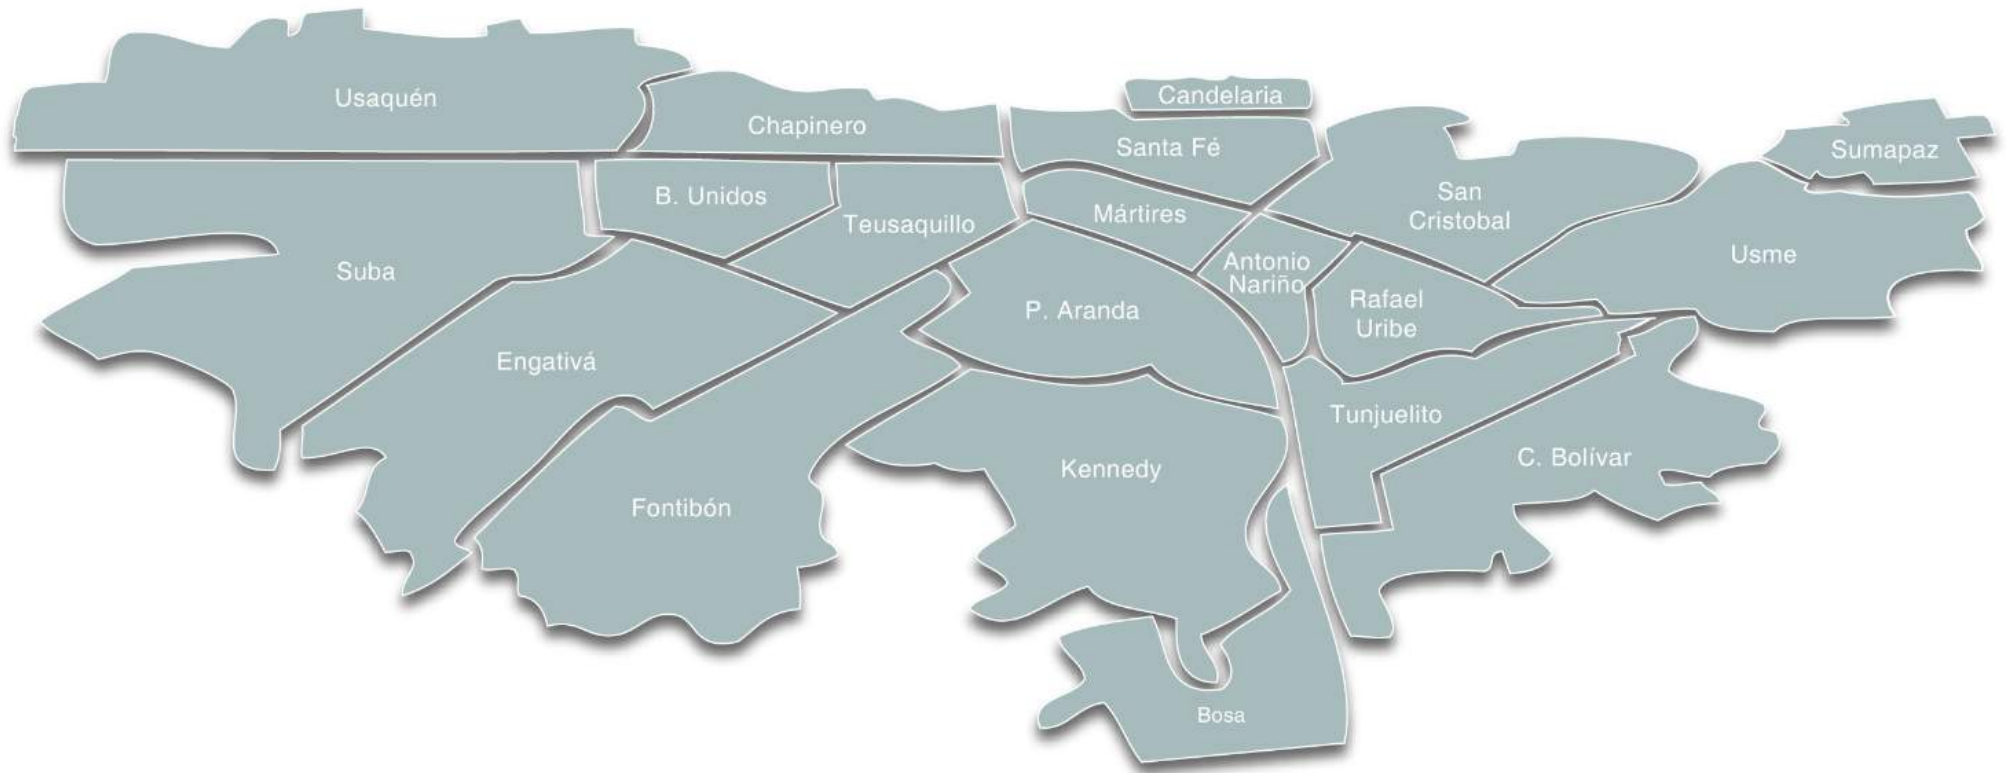 Usaquén
Chapinero
Candelaria
Santa Fé
Sumapaz
San
Cristobal
B. Unidos
Teusaquillo
Mártires
Usme
Suba
Antonio
Nariño
Rafael
Uribe
P. Aranda
Engativá
Tunjuelito
C. Bolívar
Kennedy
Fontibón
Bosa